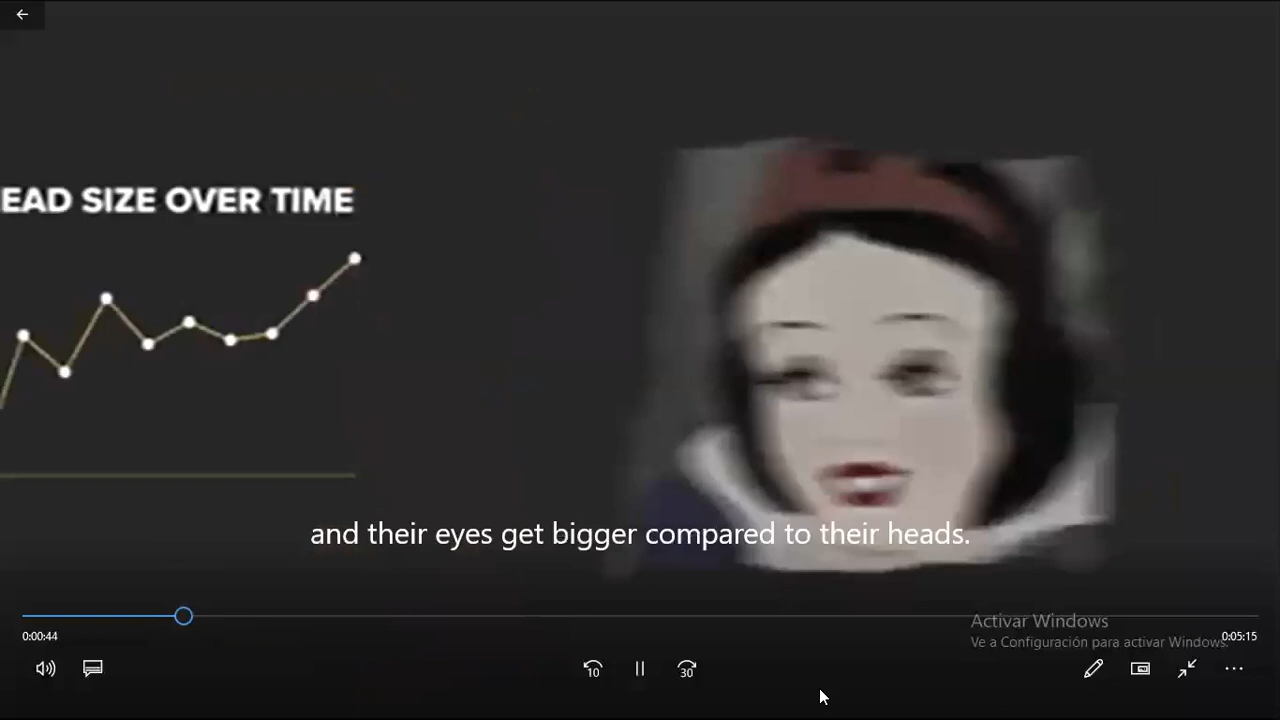 EAD SIZE OVER TIME
and their eyes get bigger compared to their heads.
Activar Windows
Ve a Configuración para activar Windows.
0:00:44
0:05:15
10
30